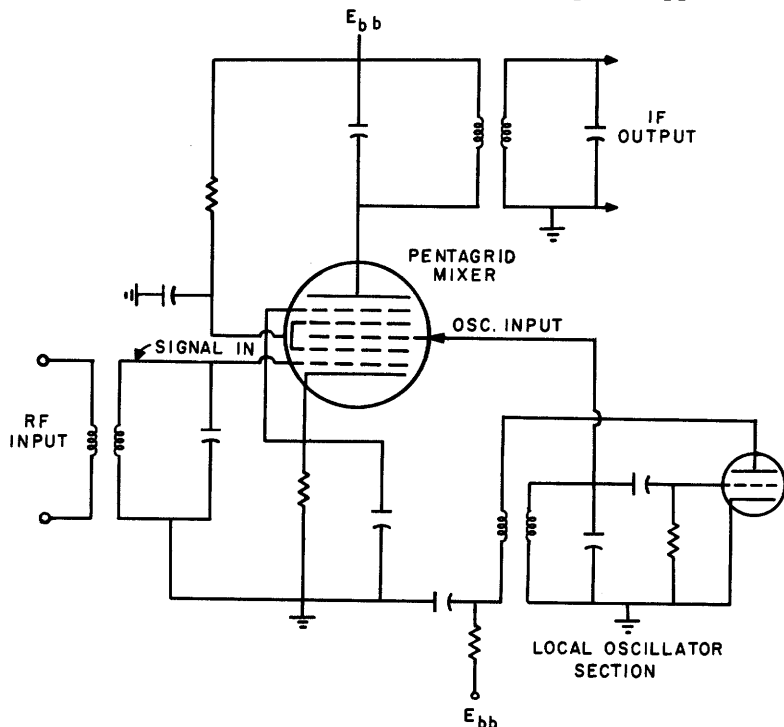 Ebb
IF
OUTPUT
PENTAGRID
MIXER
OSC. INPUT
SIGNAL IN
RF
INPUT
LOCAL OSCILLATOR
SECTION
Ebb